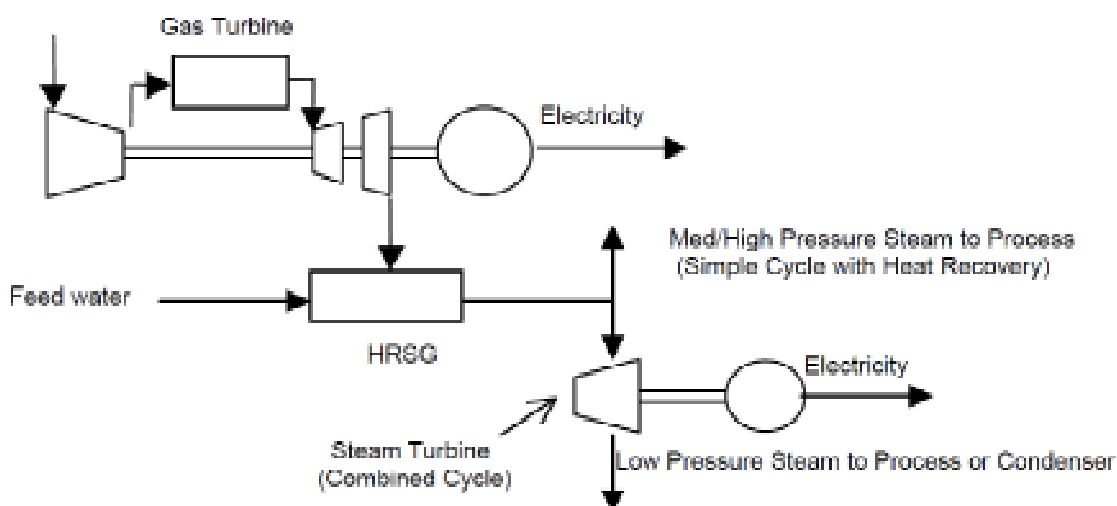 Gas Turbine
Electricity
Med/High Pressure Steam to Process
(Simple Cycle with Heat Recovery)
Feed water
HRSG
Electricity
Steam Turbine
(Combined Cycle)
Low Pressure Steam to Process or Condenser